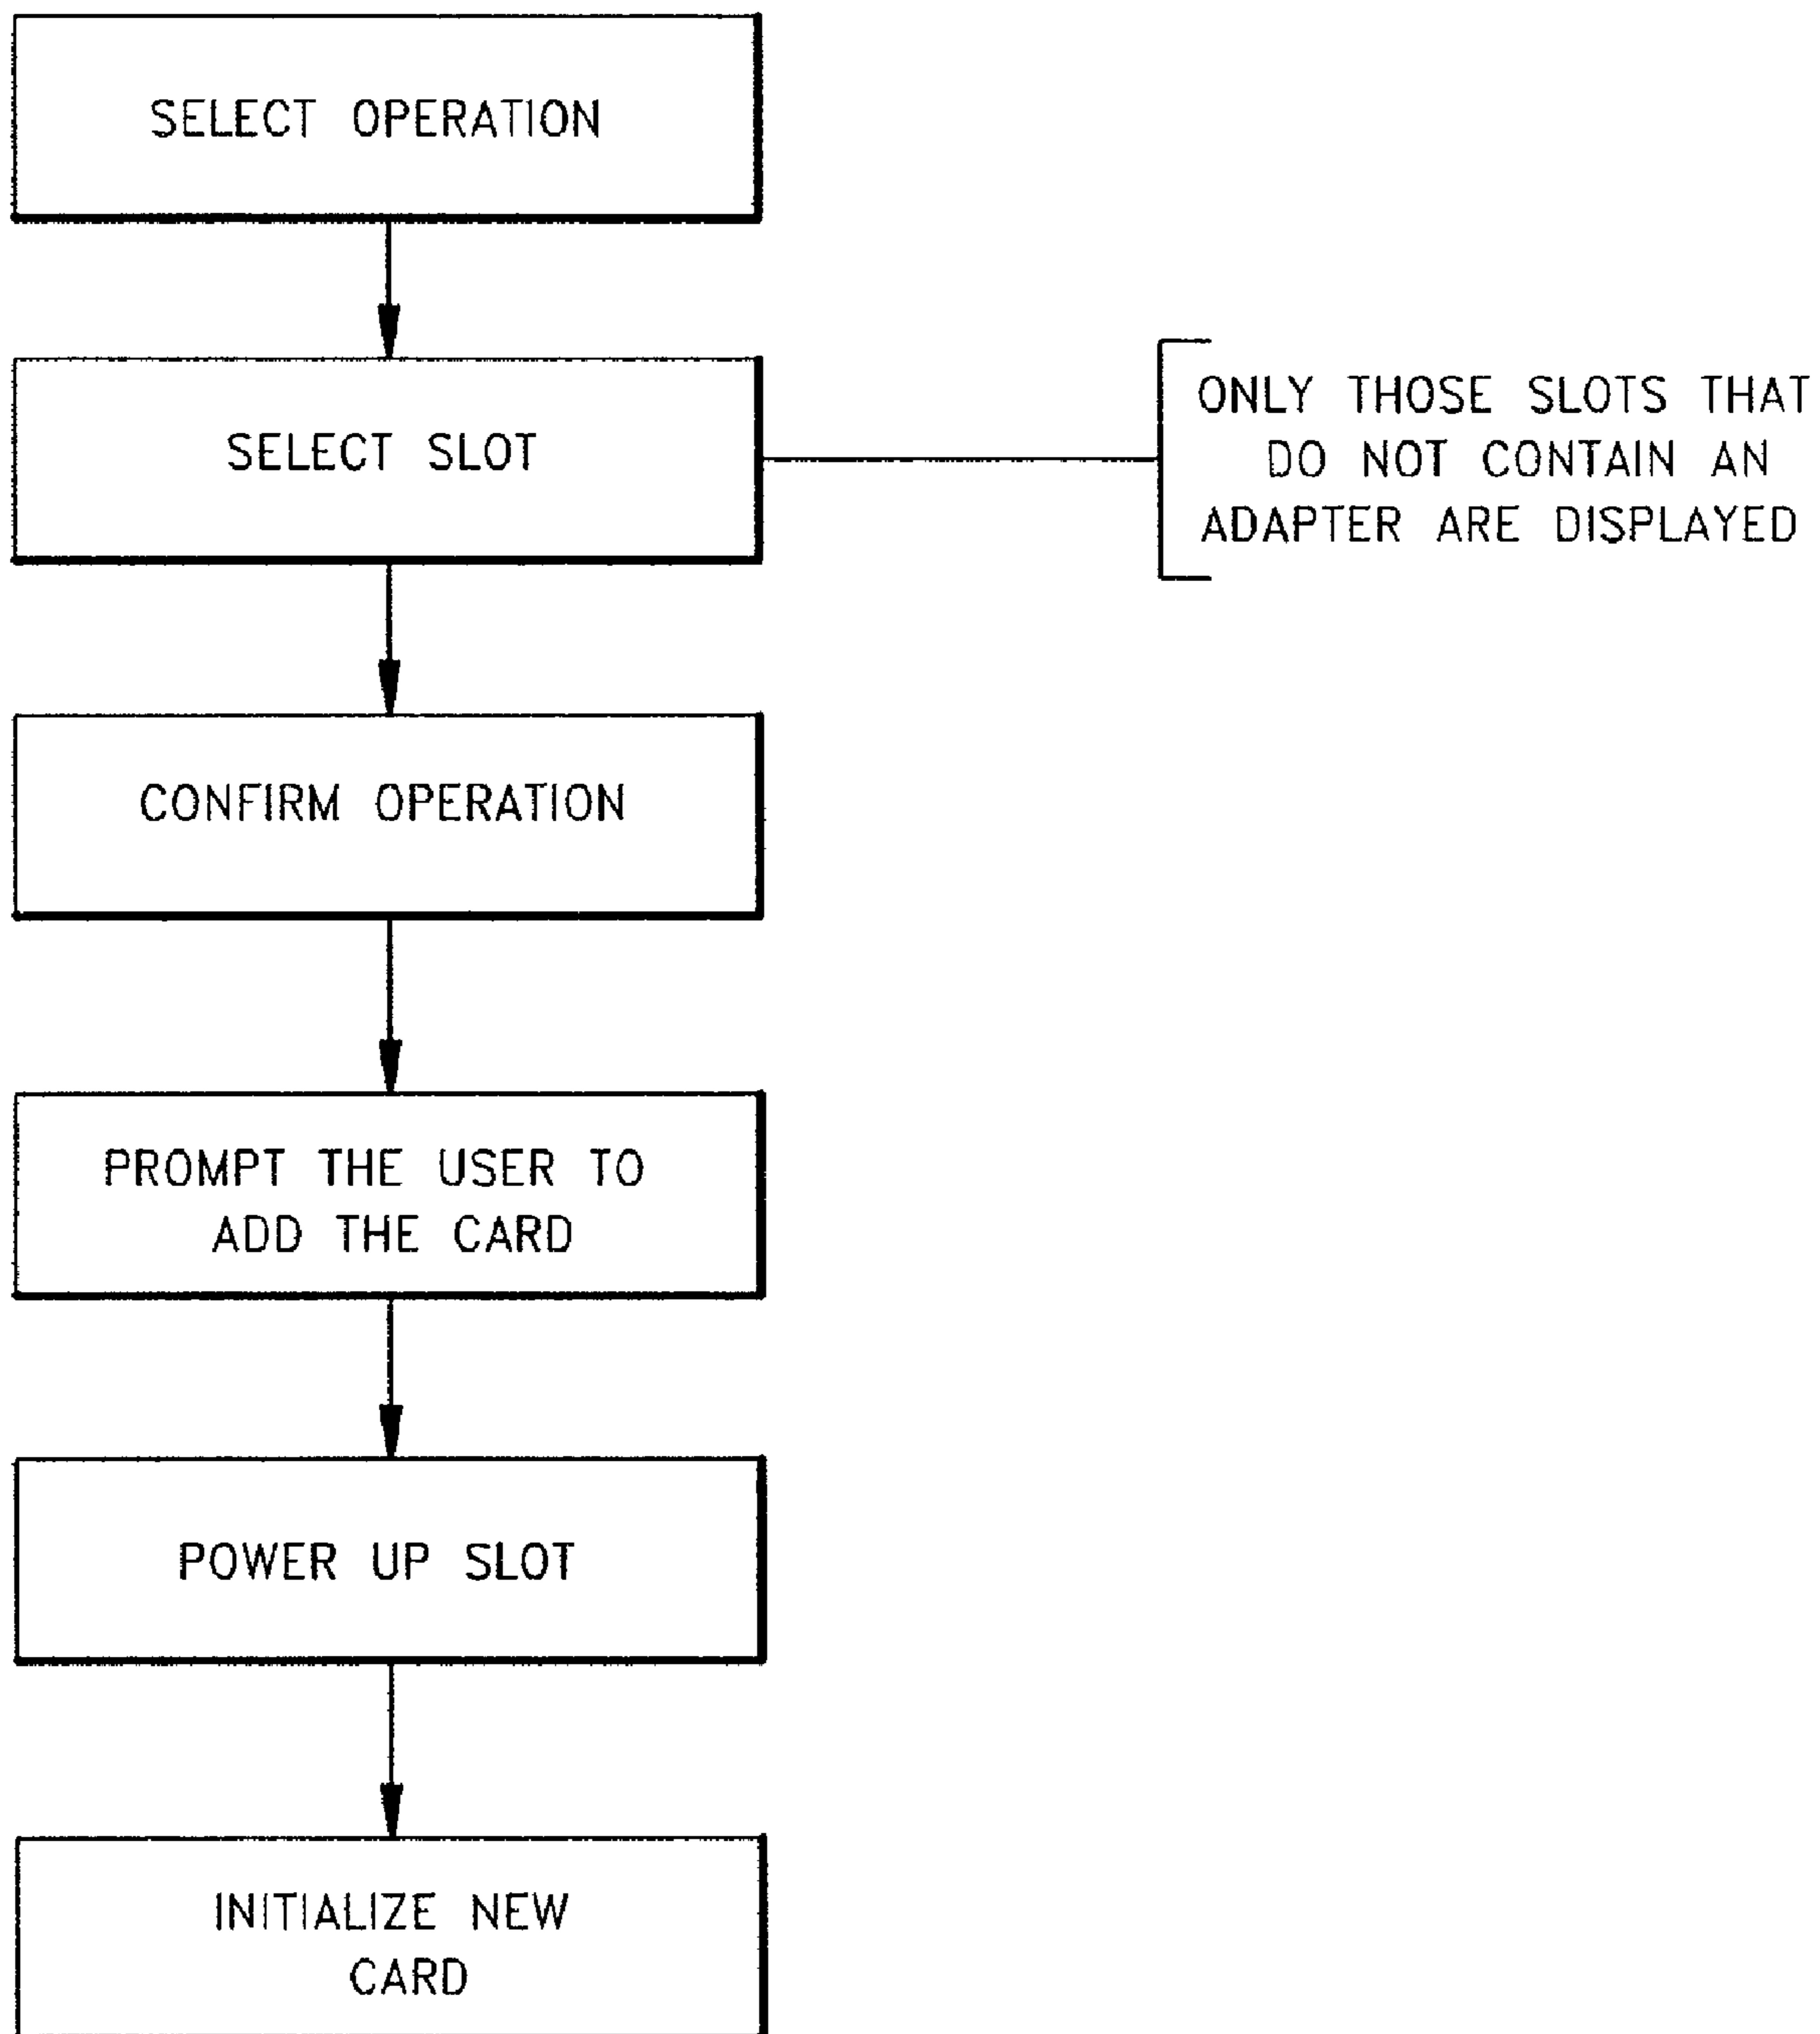 SELECT OPERATION
SELECT SLOT
ONLY THOSE SLOTS THAT
DO NOT CONTAIN AN
ADAPTER ARE DISPLAYED
CONFIRM OPERATION
PROMPT THE USER TO
ADD THE CARD
POWER UP SLOT
INITIALIZE NEW
CARD